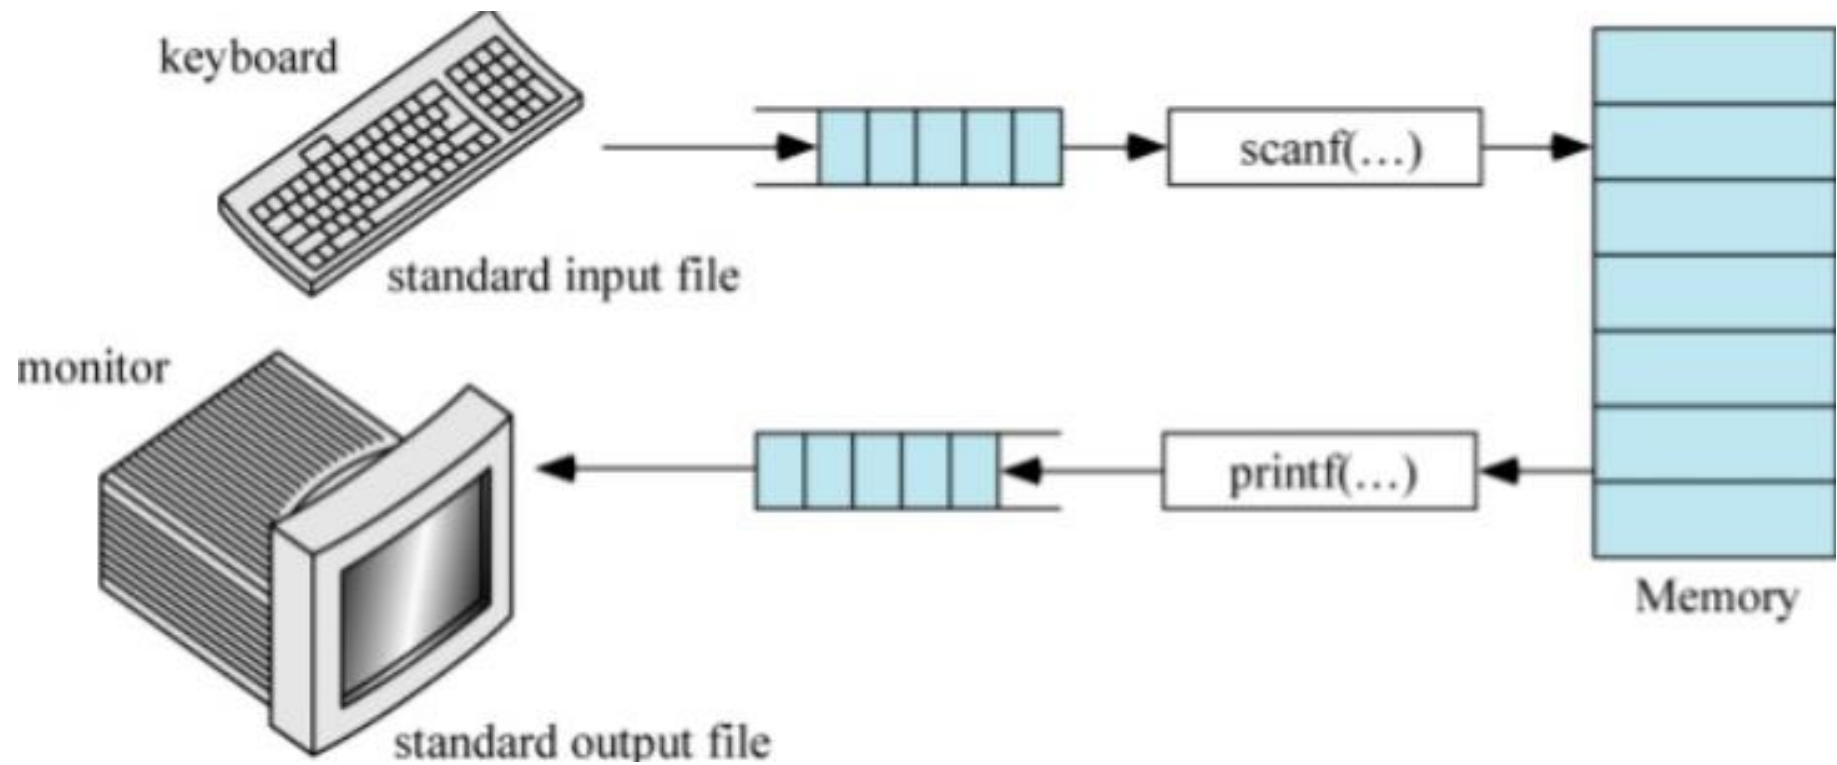 keyboard
scanf(…)
standard input file
monitor
printf(…)
Memory
standard output file